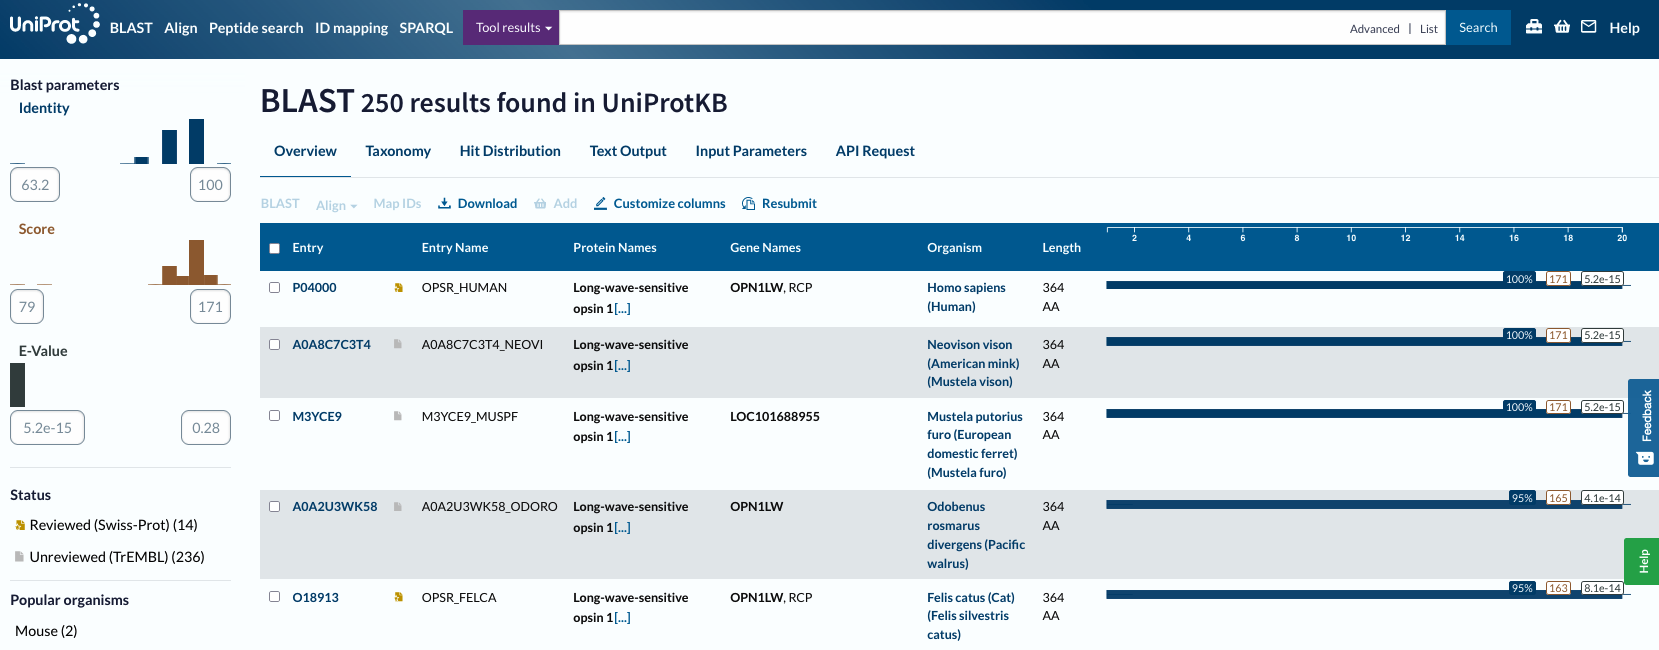 UniProt BLAST Align Peptide search ID mapping SPARQL Tool results Advanced | List Search Help
Blast parameters
Identity
63.2 100
Score
79 171
E-Value
5.2e-15 0.28
Status
Reviewed (Swiss-Prot) (14)
Unreviewed (TrEMBL) (236)
Popular organisms
Mouse (2)
BLAST 250 results found in UniProtKB
Overview Taxonomy Hit Distribution Text Output Input Parameters API Request
BLAST Align Map IDs Download Add Customize columns Resubmit
Entry Entry Name Protein Names Gene Names Organism Length 2 4 6 8 10 12 14 16 18 20
P04000 OPSR_HUMAN Long-wave-sensitive OPN1LW, RCP Homo sapiens 364 100% 171 5.2e-15
opsin 1[...] (Human) AA
A0A8C7C3T4 A0A8C7C3T4_NEOVI Long-wave-sensitive Neovison vison 364 100% 171 5.2e-15
opsin 1[...] (American mink) AA
(Mustela vison)
M3YCE9 M3YCE9_MUSPF Long-wave-sensitive LOC101688955 Mustela putorius 364 100% 171 5.2e-15
opsin 1[...] furo (European AA
domestic ferret)
(Mustela furo)
A0A2U3WK58 A0A2U3WK58_ODORO Long-wave-sensitive OPN1LW Odobenus 364 95% 165 4.1e-14
opsin 1[...] rosmarus AA
divergens (Pacific
walrus)
O18913 OPSR_FELCA Long-wave-sensitive OPN1LW, RCP Felis catus (Cat) 364 95% 163 8.1e-14
opsin 1[...] (Felis silvestris AA
catus)
Feedback
Help